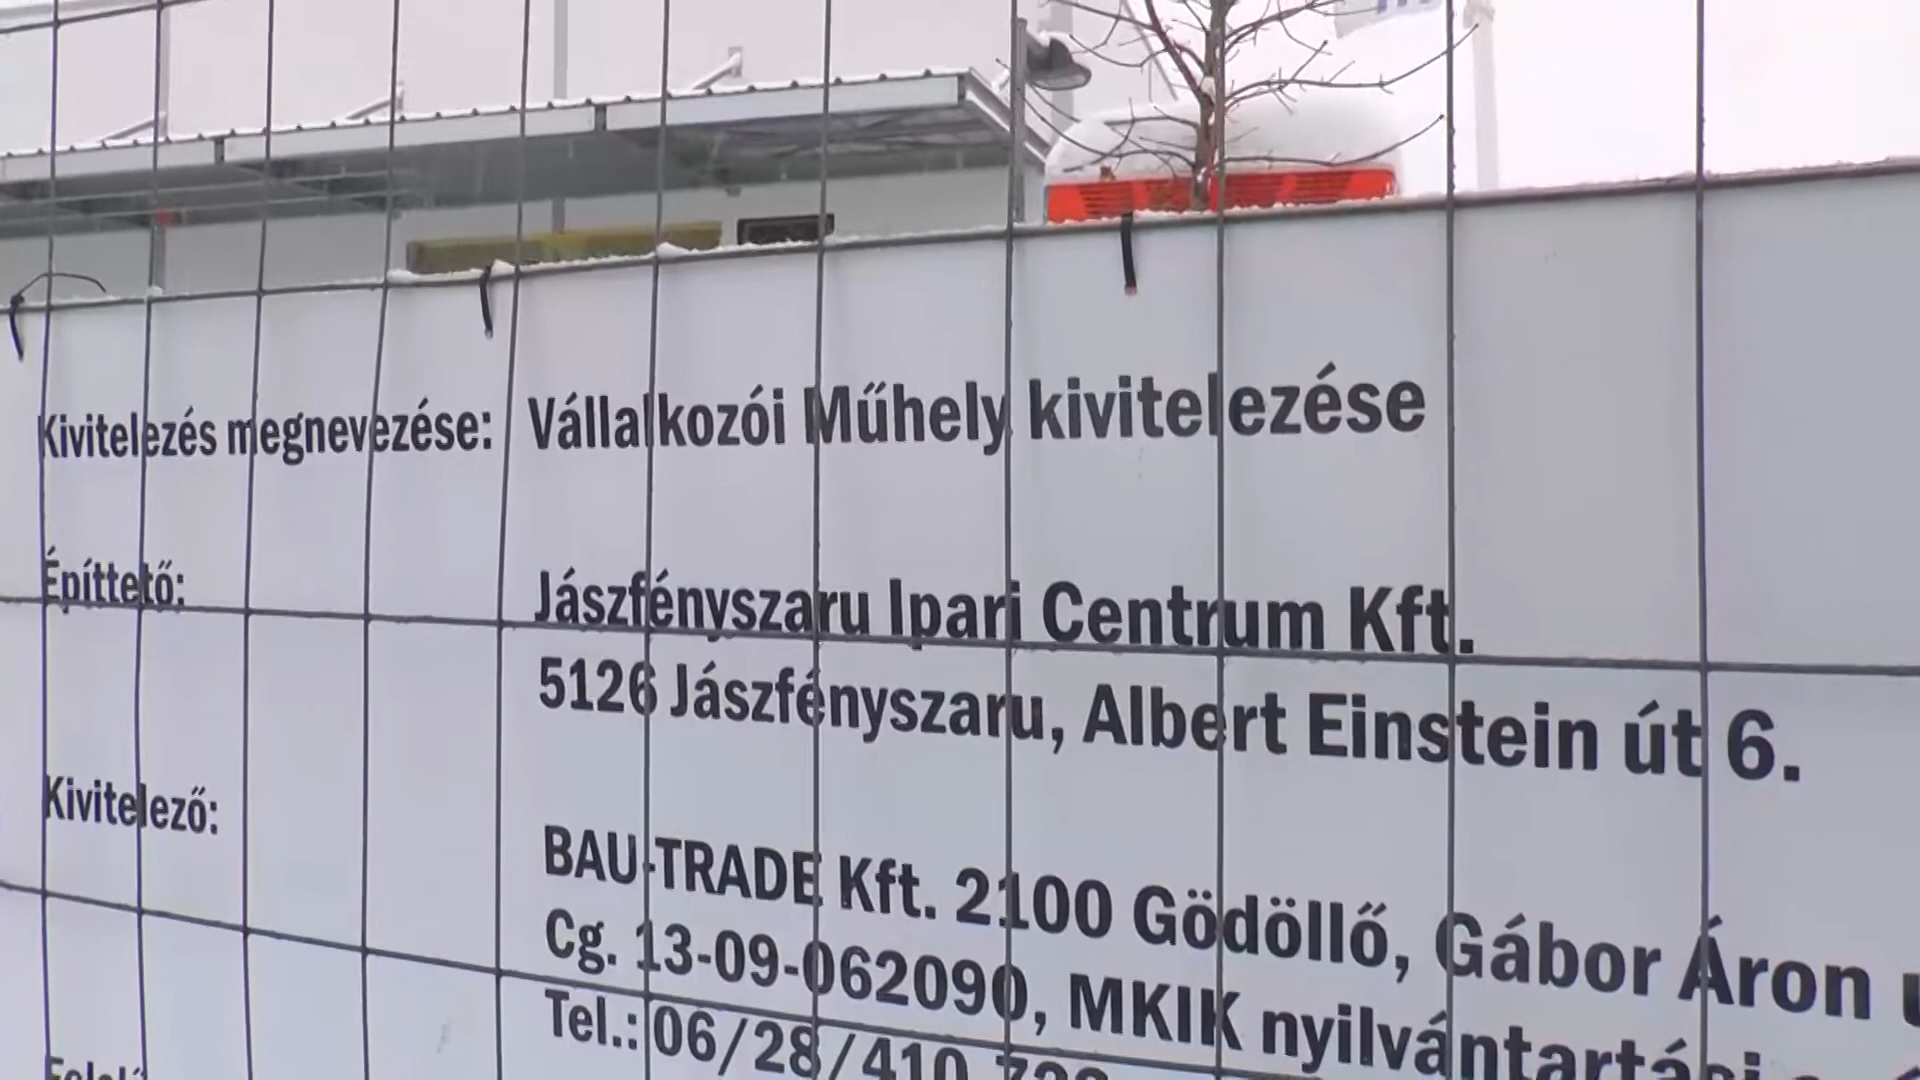 Kivitelezés megnevezése: Vállalkozói Műhely kivitelezése
Építtető: Jászfényszaru Ipari Centrum Kft.
5126 Jászfényszaru, Albert Einstein út 6.
Kivitelező:
BAU-TRADE Kft. 2100 Gödöllő, Gábor Áron
Cg. 13-09-062090, MKIK nyilvántartási
Tel.: 06/28/410